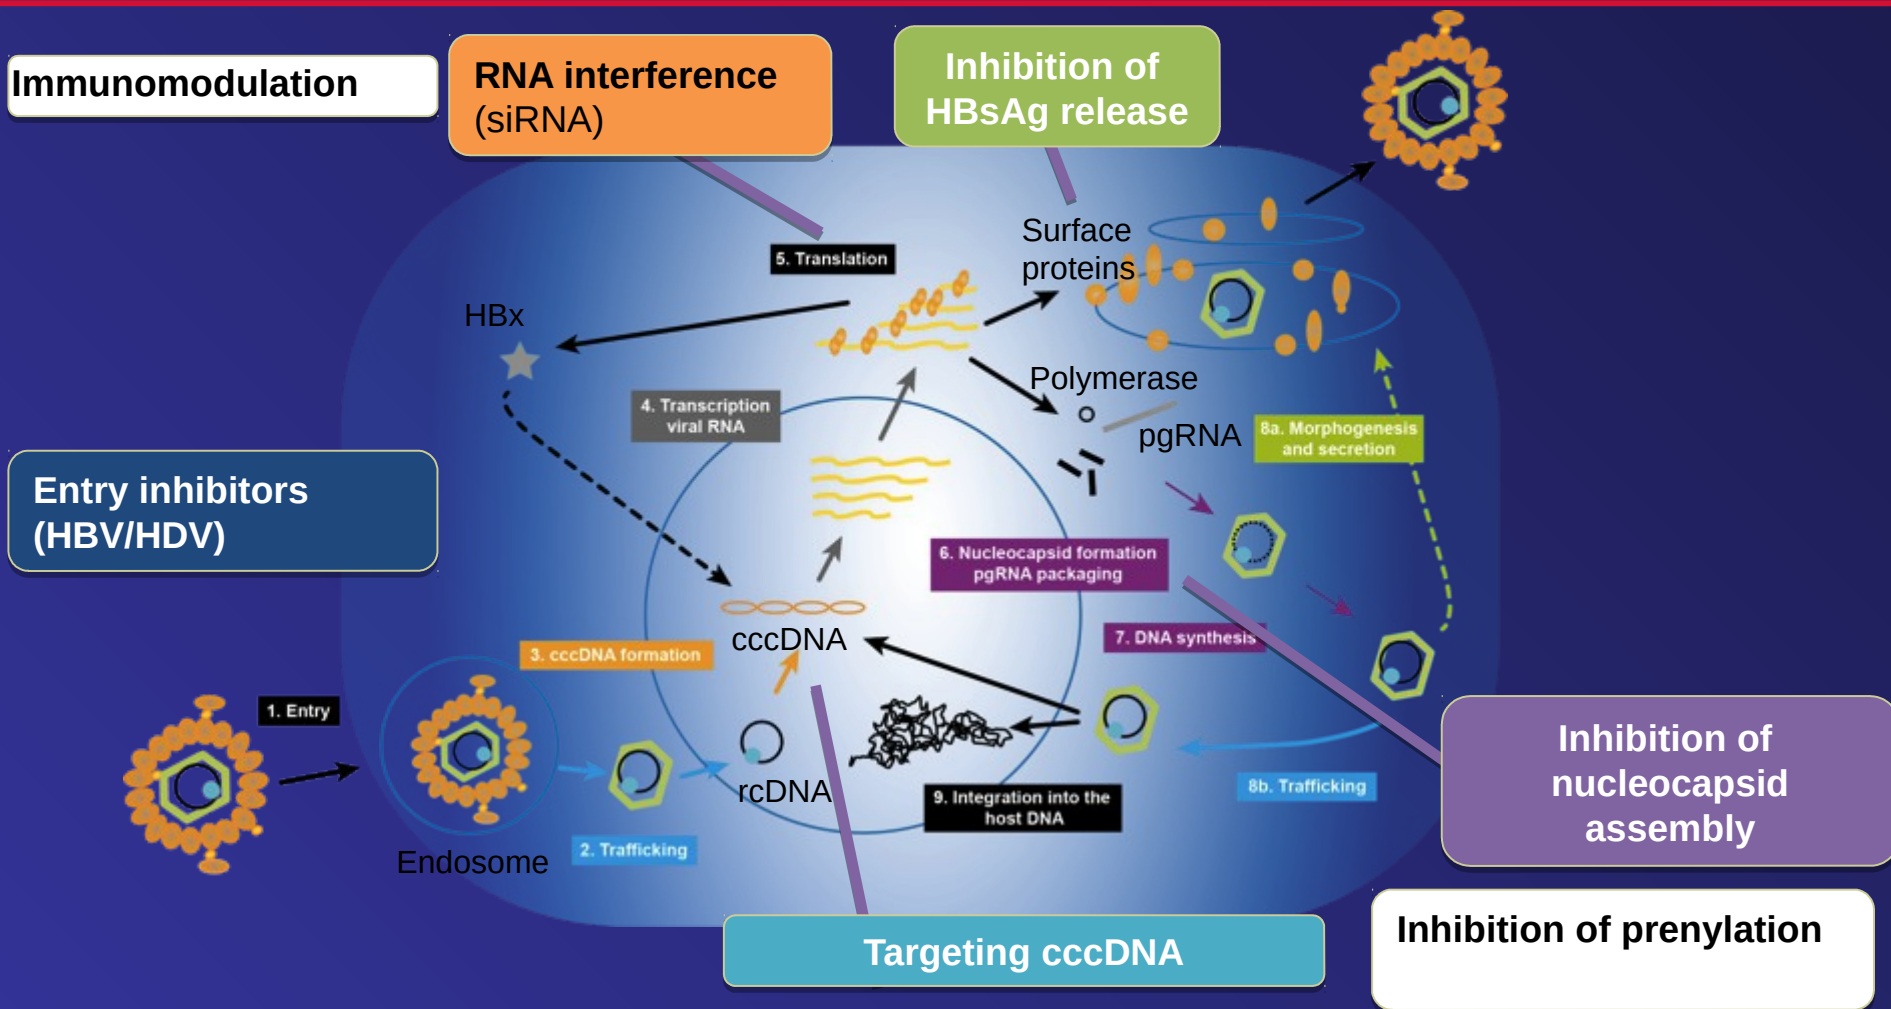 Immunomodulation
RNA interference
(siRNA)
Inhibition of
HBsAg release
Surface
proteins
5. Translation
HBx
Polymerase
4. Transcription
viral RNA
pgRNA
8a. Morphogenesis
and secretion
Entry inhibitors
(HBV/HDV)
6. Nucleocapsid formation
pgRNA packaging
7. DNA synthesis
cccDNA
3. cccDNA formation
1. Entry
Inhibition of
nucleocapsid
assembly
rcDNA
9. Integration into the
host DNA
8b. Trafficking
2. Trafficking
Endosome
Targeting cccDNA
Inhibition of prenylation